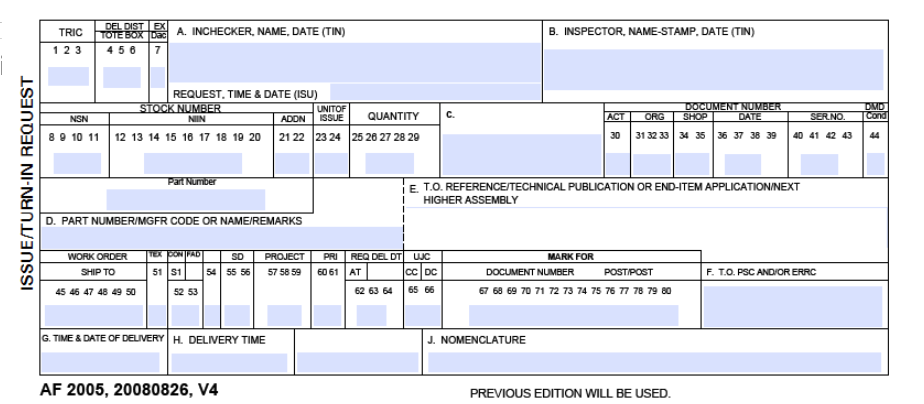 ISSUE/TURN-IN REQUEST
TRIC DEL DIST EX A. INCHECKER, NAME, DATE (TIN) B. INSPECTOR, NAME-STAMP, DATE (TIN)
TOTE BOX Dac
1 2 3 4 5 6 7
REQUEST, TIME & DATE (ISU)
STOCK NUMBER UNITOF ISSUE QUANTITY C. DOCUMENT NUMBER DMD Cond
NSN NIIN ADDN ACT ORG SHOP DATE SER.NO.
8 9 10 11 12 13 14 15 16 17 18 19 20 21 22 23 24 25 26 27 28 29 30 31 32 33 34 35 36 37 38 39 40 41 42 43 44
Part Number
E. T.O. REFERENCE/TECHNICAL PUBLICATION OR END-ITEM APPLICATION/NEXT
HIGHER ASSEMBLY
D. PART NUMBER/MGFR CODE OR NAME/REMARKS
WORK ORDER TEX CON FAD SD PROJECT PRI REQ DEL DT UJC MARK FOR
SHIP TO 51 S1 54 55 56 57 58 59 60 61 AT CC DC DOCUMENT NUMBER POST/POST F. T.O. PSC AND/OR ERRC
45 46 47 48 49 50 52 53 62 63 64 65 66 67 68 69 70 71 72 73 74 75 76 77 78 79 80
G. TIME & DATE OF DELIVERY H. DELIVERY TIME J. NOMENCLATURE
AF 2005, 20080826, V4 PREVIOUS EDITION WILL BE USED.